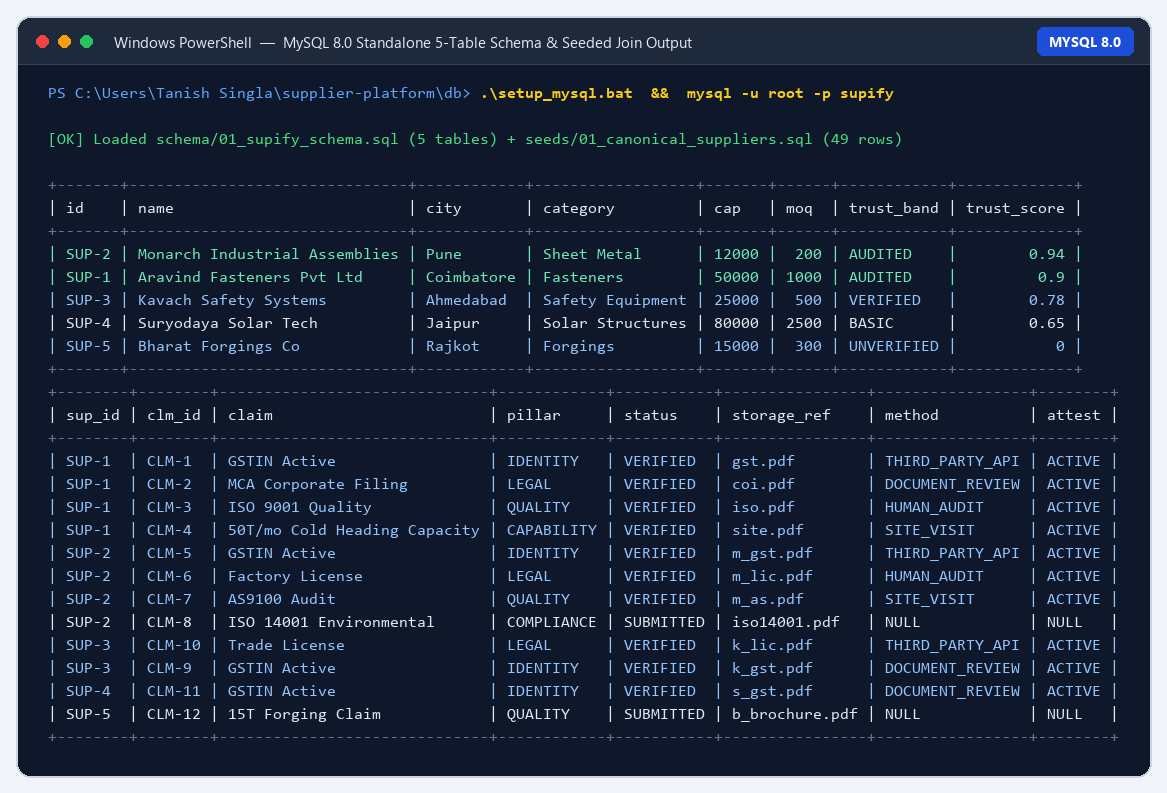 Windows PowerShell — MySQL 8.0 Standalone 5-Table Schema & Seeded Join Output
MYSQL 8.0
PS C:\Users\Tanish Singla\supplier-platform\db> .\setup_mysql.bat && mysql -u root -p supify
[OK] Loaded schema/01_supify_schema.sql (5 tables) + seeds/01_canonical_suppliers.sql (49 rows)
+-------+-------------------------------+------------+------------------+-------+------+------------+-------------+
| id    | name                          | city       | category         | cap   | moq  | trust_band | trust_score |
+-------+-------------------------------+------------+------------------+-------+------+------------+-------------+
| SUP-2 | Monarch Industrial Assemblies | Pune       | Sheet Metal      | 12000 |  200 | AUDITED    |        0.94 |
| SUP-1 | Aravind Fasteners Pvt Ltd     | Coimbatore | Fasteners        | 50000 | 1000 | AUDITED    |         0.9 |
| SUP-3 | Kavach Safety Systems         | Ahmedabad  | Safety Equipment | 25000 |  500 | VERIFIED   |        0.78 |
| SUP-4 | Suryodaya Solar Tech          | Jaipur     | Solar Structures | 80000 | 2500 | BASIC      |        0.65 |
| SUP-5 | Bharat Forgings Co            | Rajkot     | Forgings         | 15000 |  300 | UNVERIFIED |           0 |
+-------+-------------------------------+------------+------------------+-------+------+------------+-------------+
+--------+--------+------------------------------+------------+-----------+----------------+-----------------+--------+
| sup_id | clm_id | claim                      | pillar     | status    | storage_ref    | method          | attest |
+--------+--------+------------------------------+------------+-----------+----------------+-----------------+--------+
| SUP-1  | CLM-1  | GSTIN Active                 | IDENTITY   | VERIFIED  | gst.pdf        | THIRD_PARTY_API | ACTIVE |
| SUP-1  | CLM-2  | MCA Corporate Filing         | LEGAL      | VERIFIED  | coi.pdf        | DOCUMENT_REVIEW | ACTIVE |
| SUP-1  | CLM-3  | ISO 9001 Quality             | QUALITY    | VERIFIED  | iso.pdf        | HUMAN_AUDIT     | ACTIVE |
| SUP-1  | CLM-4  | 50T/mo Cold Heading Capacity | CAPABILITY | VERIFIED  | site.pdf       | SITE_VISIT      | ACTIVE |
| SUP-2  | CLM-5  | GSTIN Active                 | IDENTITY   | VERIFIED  | m_gst.pdf      | THIRD_PARTY_API | ACTIVE |
| SUP-2  | CLM-6  | Factory License              | LEGAL      | VERIFIED  | m_lic.pdf      | HUMAN_AUDIT     | ACTIVE |
| SUP-2  | CLM-7  | AS9100 Audit                 | QUALITY    | VERIFIED  | m_as.pdf       | SITE_VISIT      | ACTIVE |
| SUP-2  | CLM-8  | ISO 14001 Environmental      | COMPLIANCE | SUBMITTED | iso14001.pdf   | NULL            | NULL   |
| SUP-3  | CLM-10 | Trade License                | LEGAL      | VERIFIED  | k_lic.pdf      | THIRD_PARTY_API | ACTIVE |
| SUP-3  | CLM-9  | GSTIN Active                 | IDENTITY   | VERIFIED  | k_gst.pdf      | DOCUMENT_REVIEW | ACTIVE |
| SUP-4  | CLM-11 | GSTIN Active                 | IDENTITY   | VERIFIED  | s_gst.pdf      | DOCUMENT_REVIEW | ACTIVE |
| SUP-5  | CLM-12 | 15T Forging Claim            | QUALITY    | SUBMITTED | b_brochure.pdf | NULL            | NULL   |
+--------+--------+------------------------------+------------+-----------+----------------+-----------------+--------+